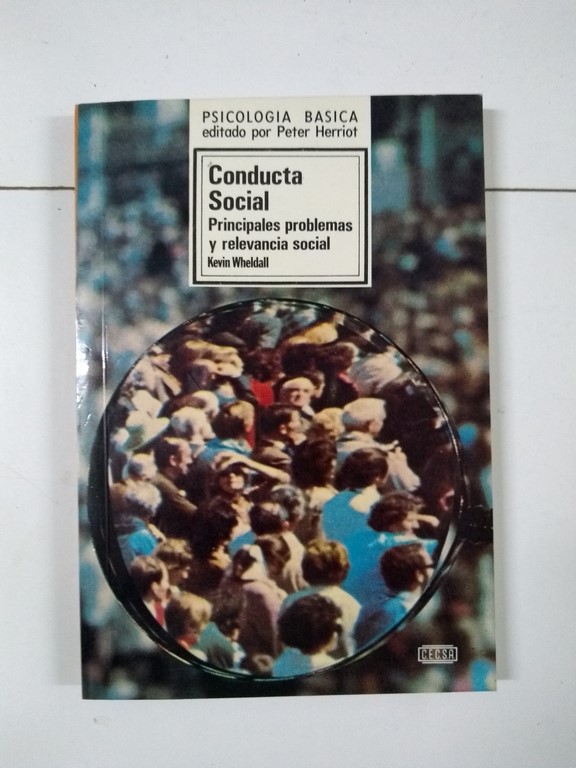 PSICOLOGIA BASICA
editado por Peter Herriot
Conducta
Social
Principales problemas
y relevancia social
Kevin Wheldall
CECSA